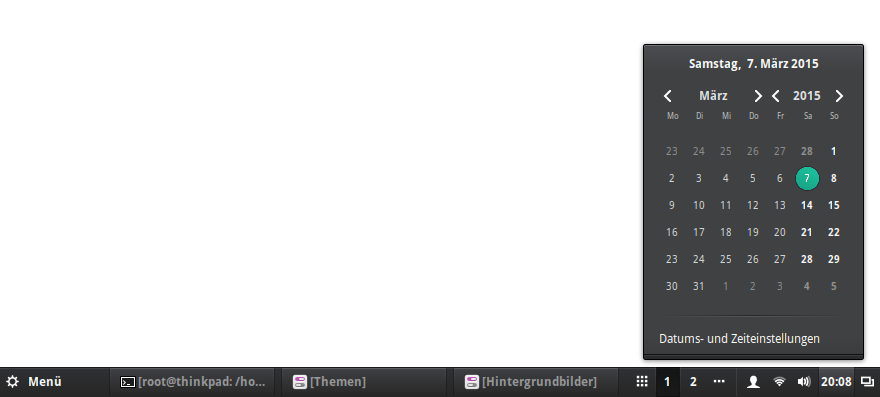 Samstag, 7. März 2015
März 2015
Mo Di Mi Do Fr Sa So
23 24 25 26 27 28 1
2 3 4 5 6 7 8
9 10 11 12 13 14 15
16 17 18 19 20 21 22
23 24 25 26 27 28 29
30 31 1 2 3 4 5
Datums- und Zeiteinstellungen
Menü [root@thinkpad: /ho... [Themen] [Hintergrundbilder] 1 2 ... 20:08